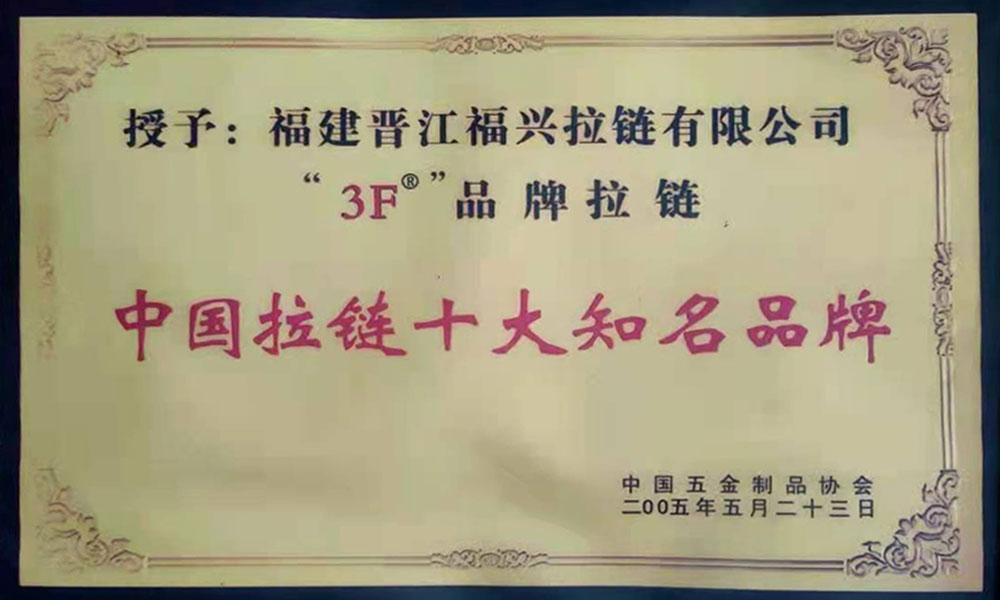 授予：福建晋江福兴拉链有限公司
“3F®”品牌拉链
中国拉链十大知名品牌
中国五金制品协会
二00五年五月二十三日